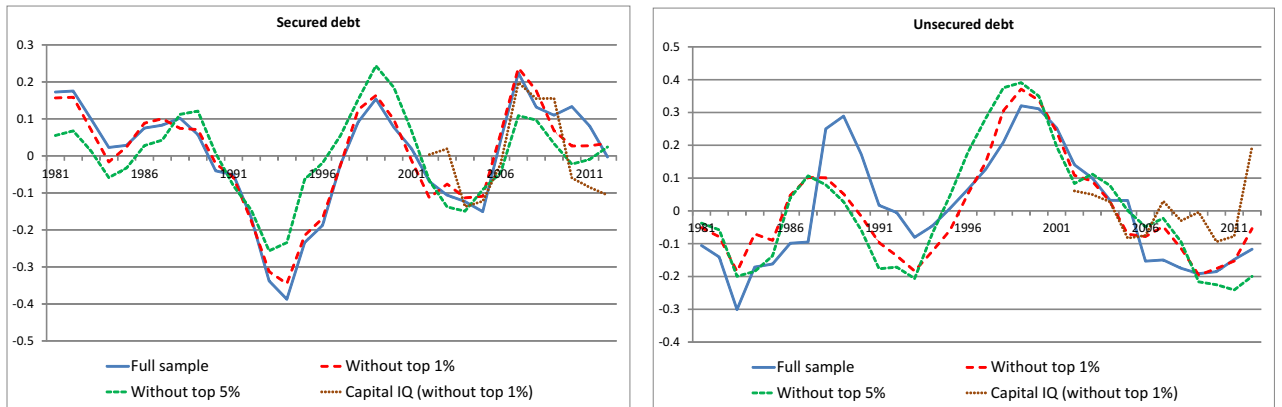 Secured debt
0.3
0.2
0.1
0
-0.1
-0.2
-0.3
-0.4
-0.5
1981 1986 1991 1996 2001 2006 2011
Full sample Without top 1%
Without top 5% Capital IQ (without top 1%)
Unsecured debt
0.5
0.4
0.3
0.2
0.1
0
-0.1
-0.2
-0.3
-0.4
1981 1986 1991 1996 2001 2006 2011
Full sample Without top 1%
Without top 5% Capital IQ (without top 1%)